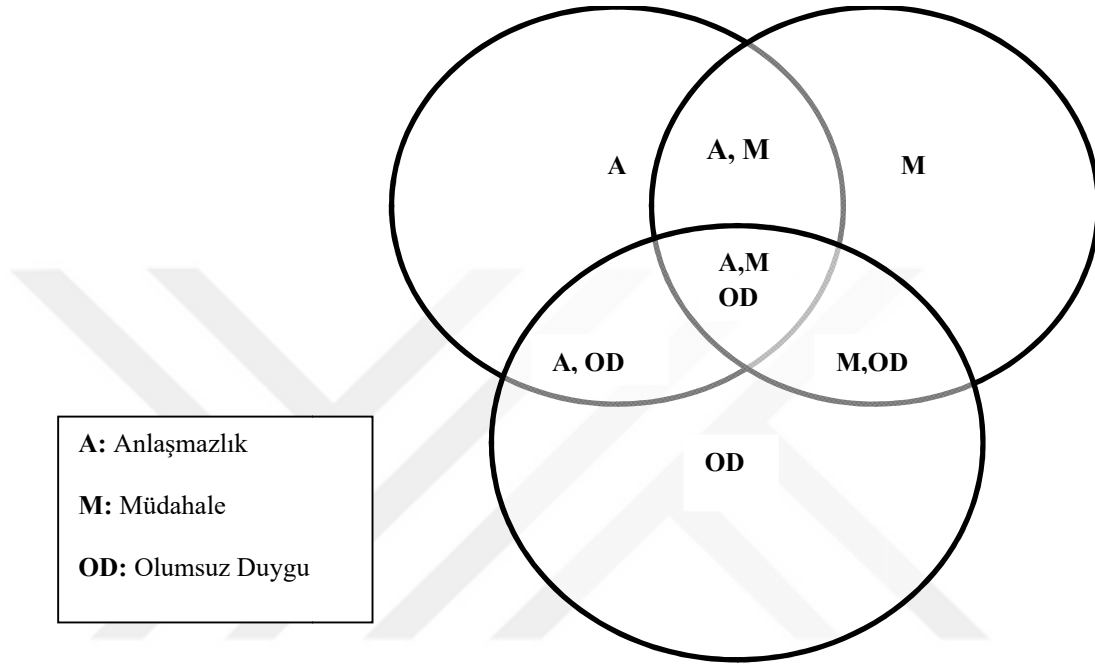 A
A, M
M
A,M
OD
A, OD
M,OD
OD
A: Anlaşmazlık
M: Müdahale
OD: Olumsuz Duygu